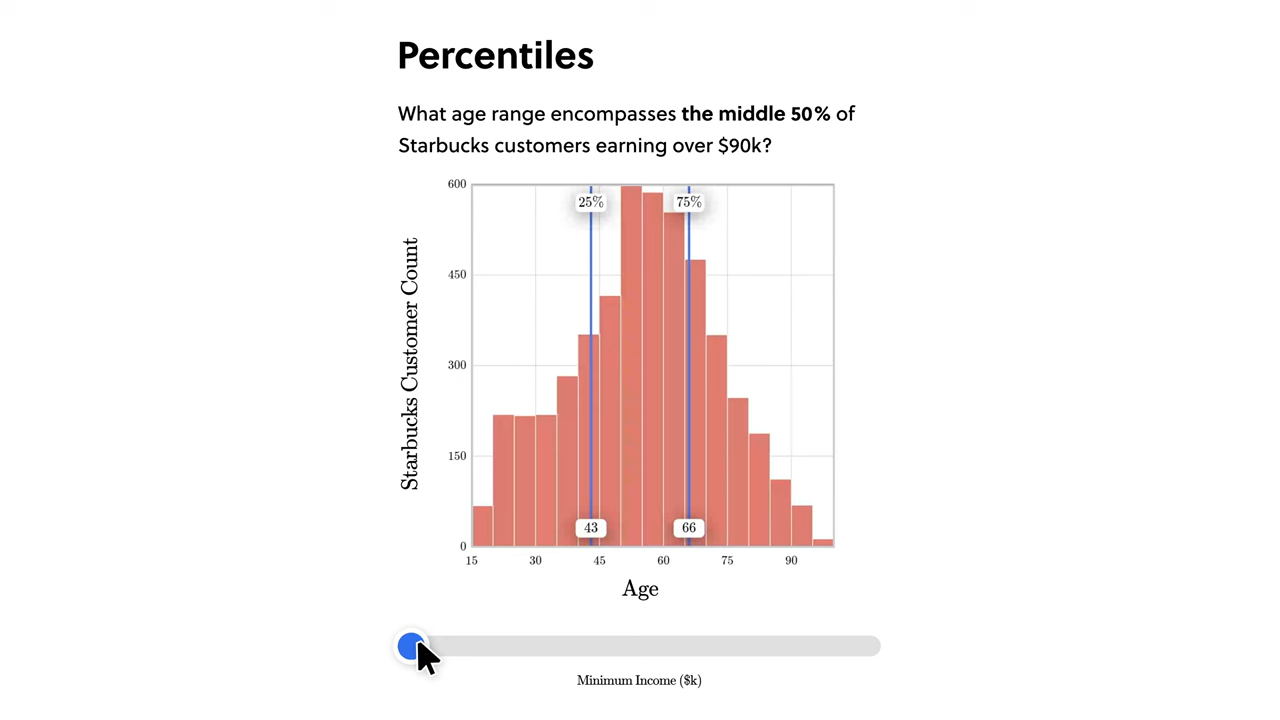 Percentiles
What age range encompasses the middle 50% of
Starbucks customers earning over $90k?
600
25%
75%
450
300
150
0
Starbucks Customer Count
43
66
15 30 45 60 75 90
Age
Minimum Income ($k)